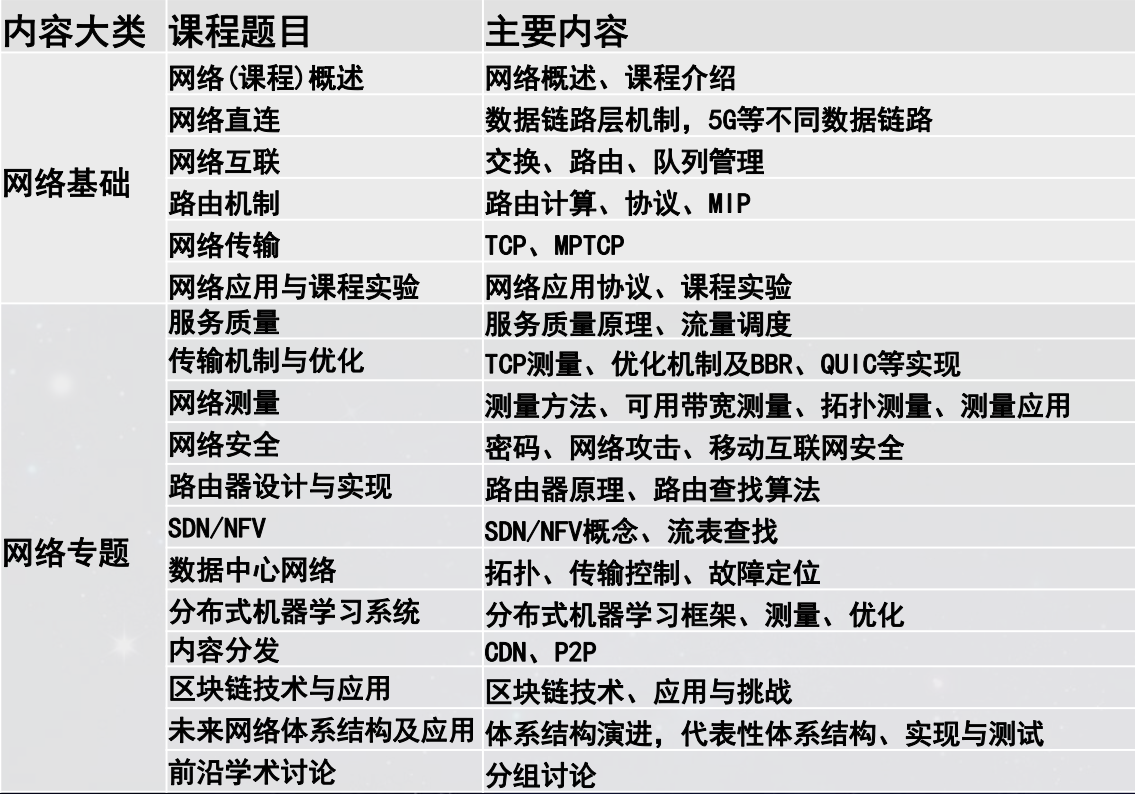 内容大类 课程题目 主要内容
网络基础
网络(课程)概述 网络概述、课程介绍
网络直连 数据链路层机制，5G等不同数据链路
网络互联 交换、路由、队列管理
路由机制 路由计算、协议、MIP
网络传输 TCP、MPTCP
网络应用与课程实验 网络应用协议、课程实验
网络专题
服务质量 服务质量原理、流量调度
传输机制与优化 TCP测量、优化机制及BBR、QUIC等实现
网络测量 测量方法、可用带宽测量、拓扑测量、测量应用
网络安全 密码、网络攻击、移动互联网安全
路由器设计与实现 路由器原理、路由查找算法
SDN/NFV SDN/NFV概念、流表查找
数据中心网络 拓扑、传输控制、故障定位
分布式机器学习系统 分布式机器学习框架、测量、优化
内容分发 CDN、P2P
区块链技术与应用 区块链技术、应用与挑战
未来网络体系结构及应用 体系结构演进，代表性体系结构、实现与测试
前沿学术讨论 分组讨论